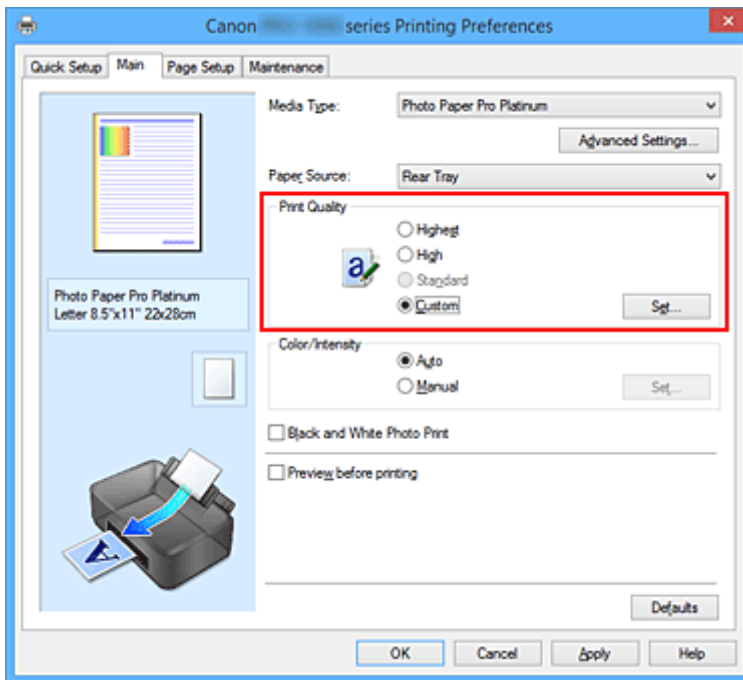 Canon series Printing Preferences
Quick Setup Main Page Setup Maintenance
Media Type: Photo Paper Pro Platinum
Advanced Settings...
Paper Source: Rear Tray
Print Quality
Highest
High
Standard
Custom Set...
Photo Paper Pro Platinum
Letter 8.5"x11" 22x28cm
Color/Intensity
Auto
Manual Set...
Black and White Photo Print
Preview before printing
Defaults
OK Cancel Apply Help